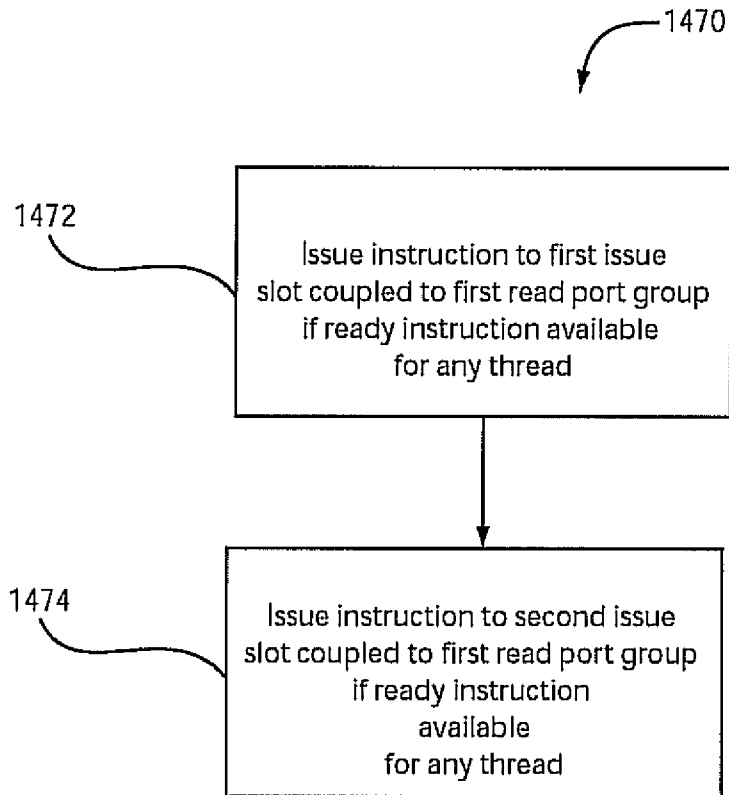 1470
1472
Issue instruction to first issue
slot coupled to first read port group
if ready instruction available
for any thread
1474
Issue instruction to second issue
slot coupled to first read port group
if ready instruction
available
for any thread